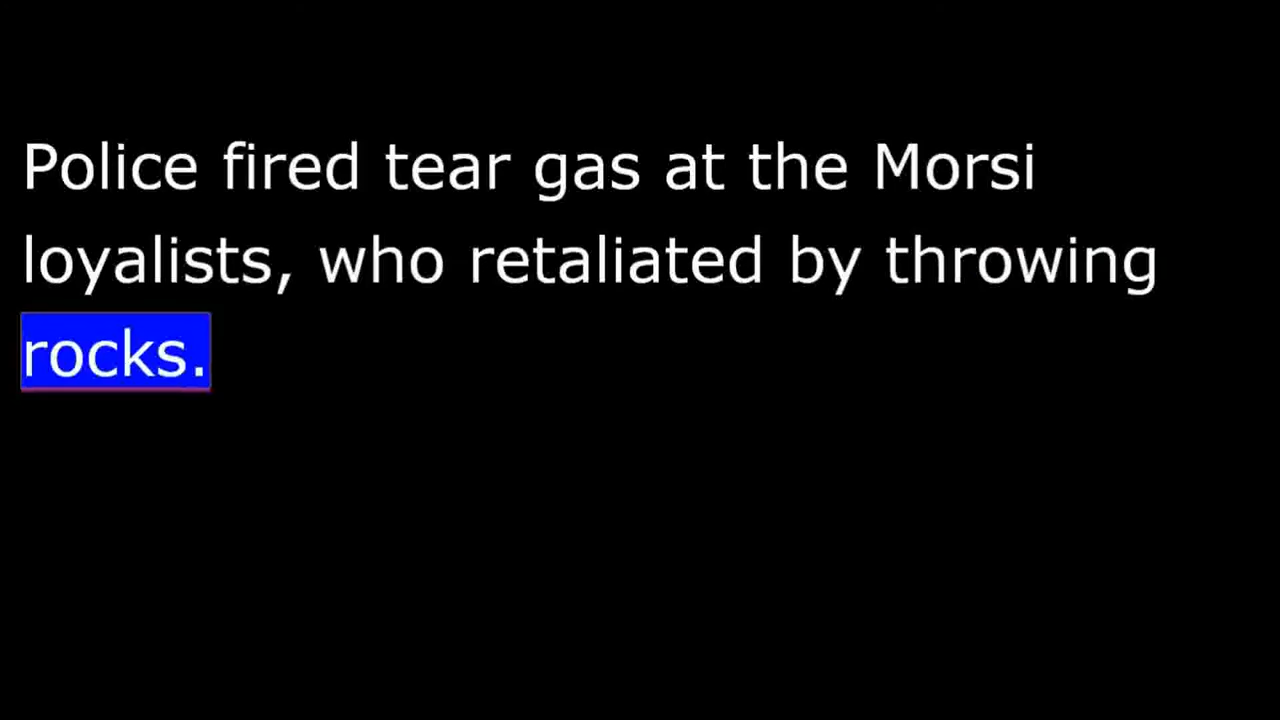 Police fired tear gas at the Morsi
loyalists, who retaliated by throwing
rocks.